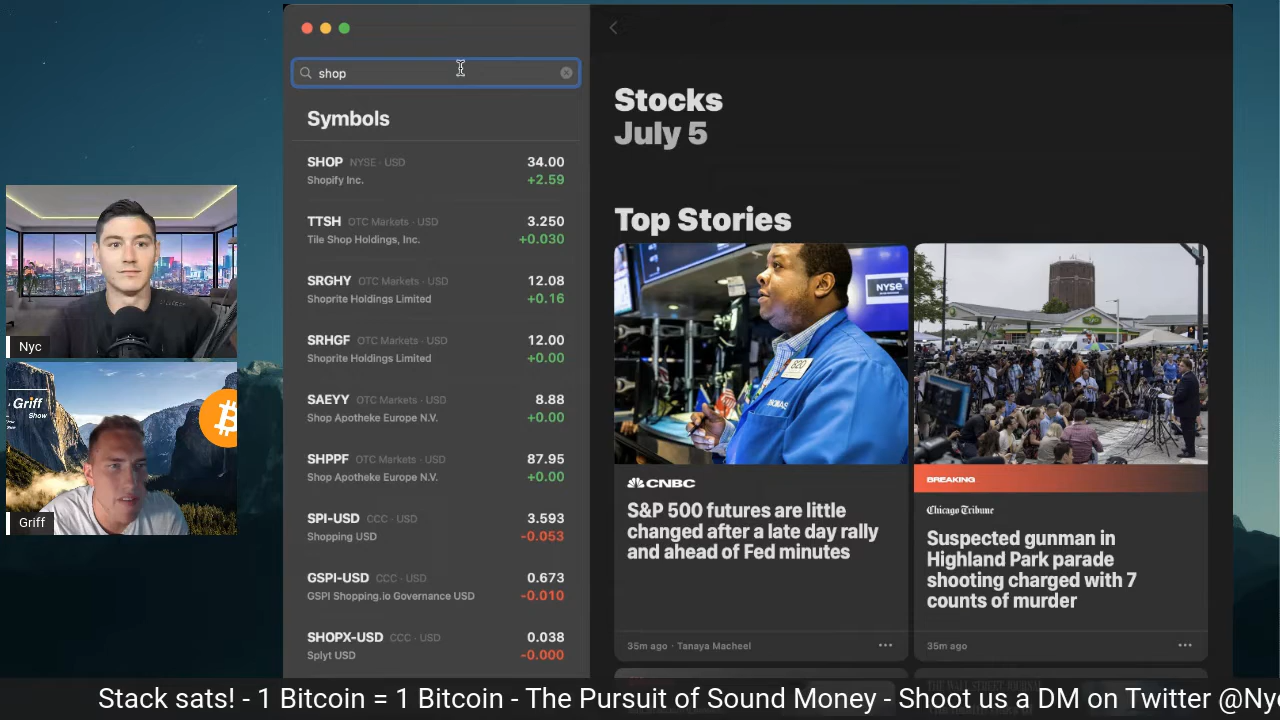 shop
Symbols
SHOP NYSE · USD 34.00
Shopify Inc. +2.59
TTSH OTC Markets · USD 3.250
Tile Shop Holdings, Inc. +0.030
SRGHY OTC Markets · USD 12.08
Shoprite Holdings Limited +0.16
SRHGF OTC Markets · USD 12.00
Shoprite Holdings Limited +0.00
SAEYY OTC Markets · USD 8.88
Shop Apotheke Europe N.V. +0.00
SHPPF OTC Markets · USD 87.95
Shop Apotheke Europe N.V. +0.00
SPI-USD CCC · USD 3.593
Shopping USD -0.053
GSPI-USD CCC · USD 0.673
GSPI Shopping.io Governance USD -0.010
SHOPX-USD CCC · USD 0.038
Splyt USD -0.000
Stocks
July 5
Top Stories
NYSE
CNBC
S&P 500 futures are little
changed after a late day rally
and ahead of Fed minutes
35m ago · Tanaya Macheel
BREAKING
Chicago Tribune
Suspected gunman in
Highland Park parade
shooting charged with 7
counts of murder
35m ago
Nyc
Griff
Show
Griff
Stack sats! - 1 Bitcoin = 1 Bitcoin - The Pursuit of Sound Money - Shoot us a DM on Twitter @Ny